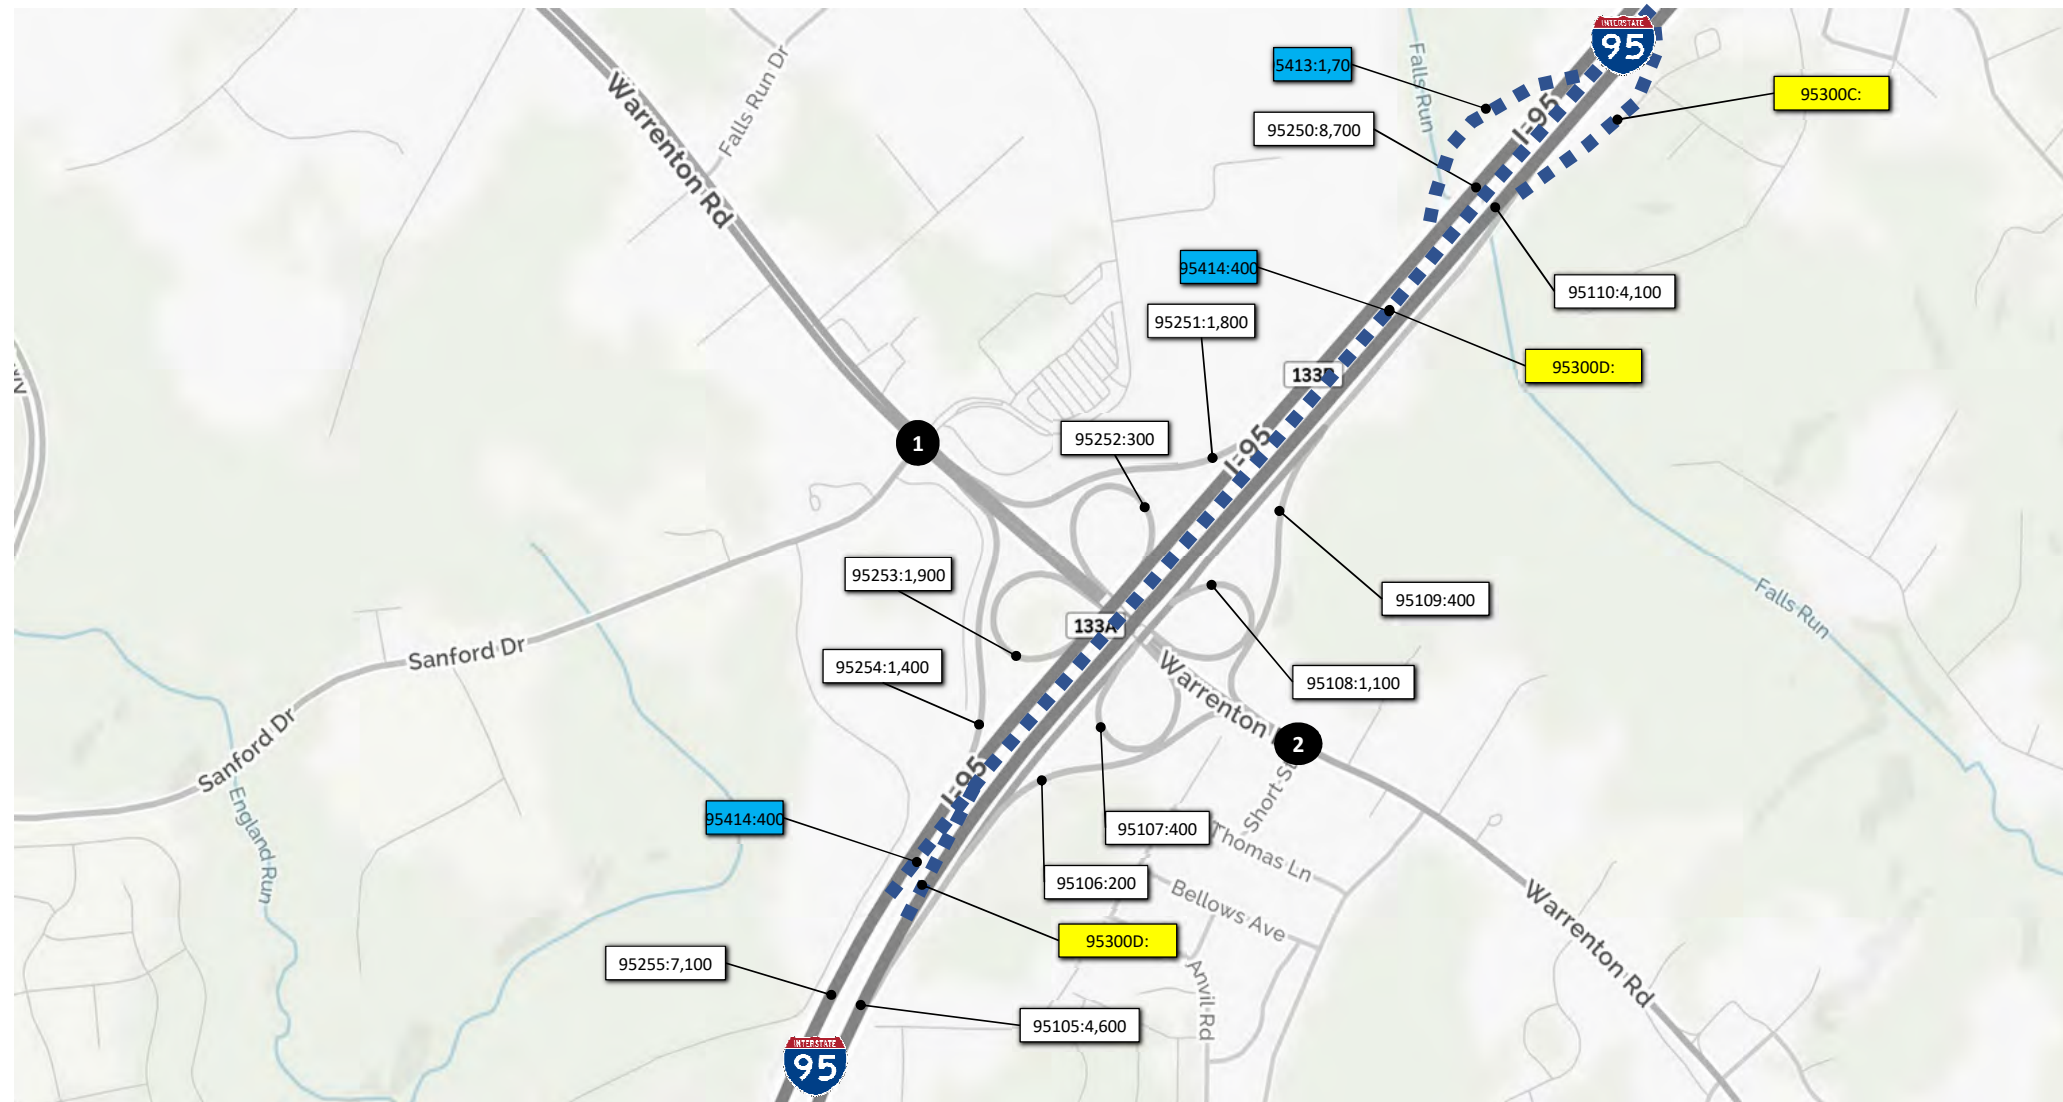 INTERSTATE
95
5413:1,70
95300C:
95250:8,700
Falls Run Dr
Falls Run
I-95
Warrenton Rd
95414:400
95110:4,100
95251:1,800
95300D:
133B
1
95252:300
I-95
95253:1,900
95109:400
Falls Run
133A
Sanford Dr
95254:1,400
95108:1,100
Warrenton
2
Sanford Dr
I-95
Short St
England Run
95414:400
95107:400
Thomas Ln
95106:200
Bellows Ave
Warrenton Rd
95300D:
95255:7,100
Anvil Rd
95105:4,600
INTERSTATE
95